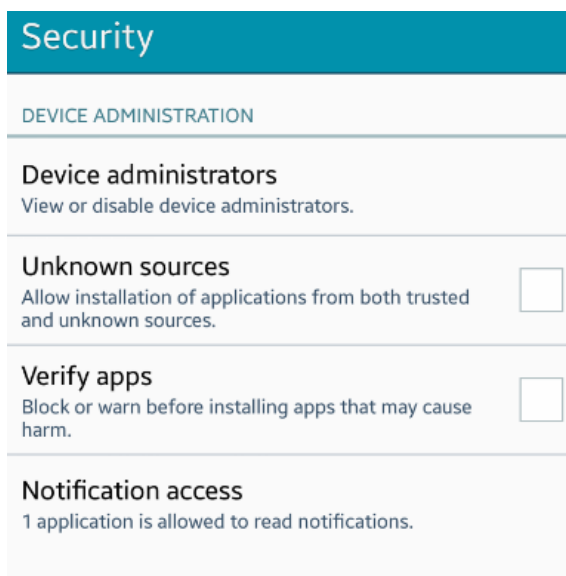 Security
DEVICE ADMINISTRATION
Device administrators
View or disable device administrators.
Unknown sources
Allow installation of applications from both trusted
and unknown sources.
Verify apps
Block or warn before installing apps that may cause
harm.
Notification access
1 application is allowed to read notifications.